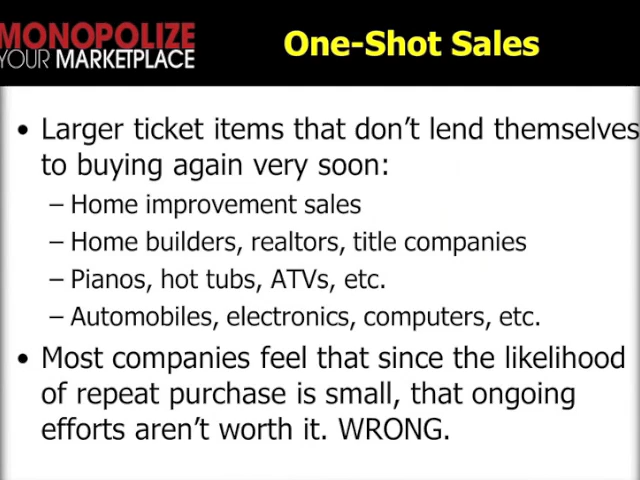 MONOPOLIZE
YOUR MARKETPLACE
One-Shot Sales
• Larger ticket items that don't lend themselves
to buying again very soon:
– Home improvement sales
– Home builders, realtors, title companies
– Pianos, hot tubs, ATVs, etc.
– Automobiles, electronics, computers, etc.
• Most companies feel that since the likelihood
of repeat purchase is small, that ongoing
efforts aren't worth it. WRONG.